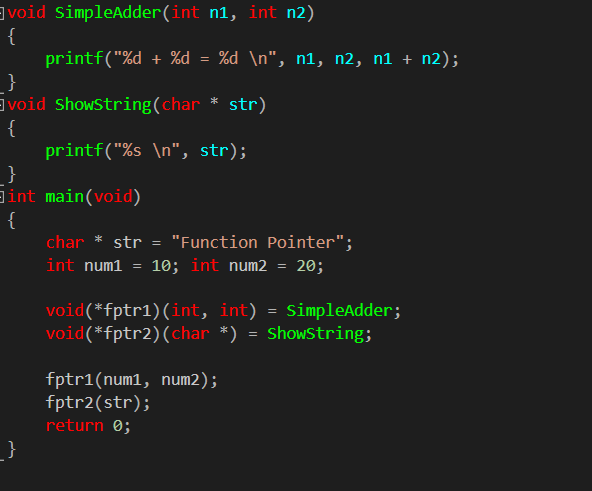 void SimpleAdder(int n1, int n2)
{
    printf("%d + %d = %d \n", n1, n2, n1 + n2);
}
void ShowString(char * str)
{
    printf("%s \n", str);
}
int main(void)
{
    char * str = "Function Pointer";
    int num1 = 10; int num2 = 20;

    void(*fptr1)(int, int) = SimpleAdder;
    void(*fptr2)(char *) = ShowString;

    fptr1(num1, num2);
    fptr2(str);
    return 0;
}